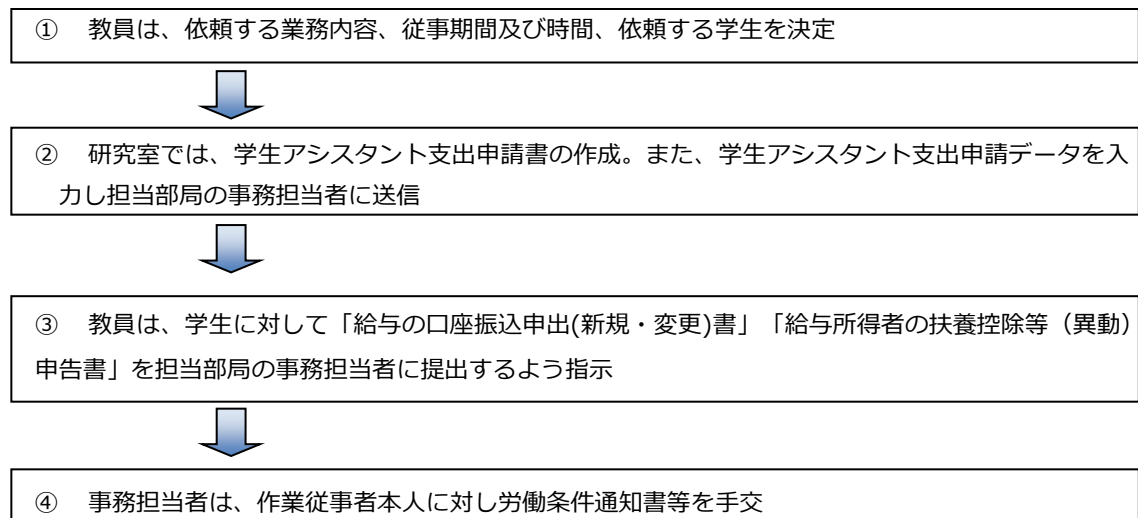 ① 教員は、依頼する業務内容、従事期間及び時間、依頼する学生を決定
② 研究室では、学生アシスタント支出申請書の作成。また、学生アシスタント支出申請データを入
力し担当部局の事務担当者に送信
③ 教員は、学生に対して「給与の口座振込申出(新規・変更)書」「給与所得者の扶養控除等（異動）
申告書」を担当部局の事務担当者に提出するよう指示
④ 事務担当者は、作業従事者本人に対し労働条件通知書等を手交